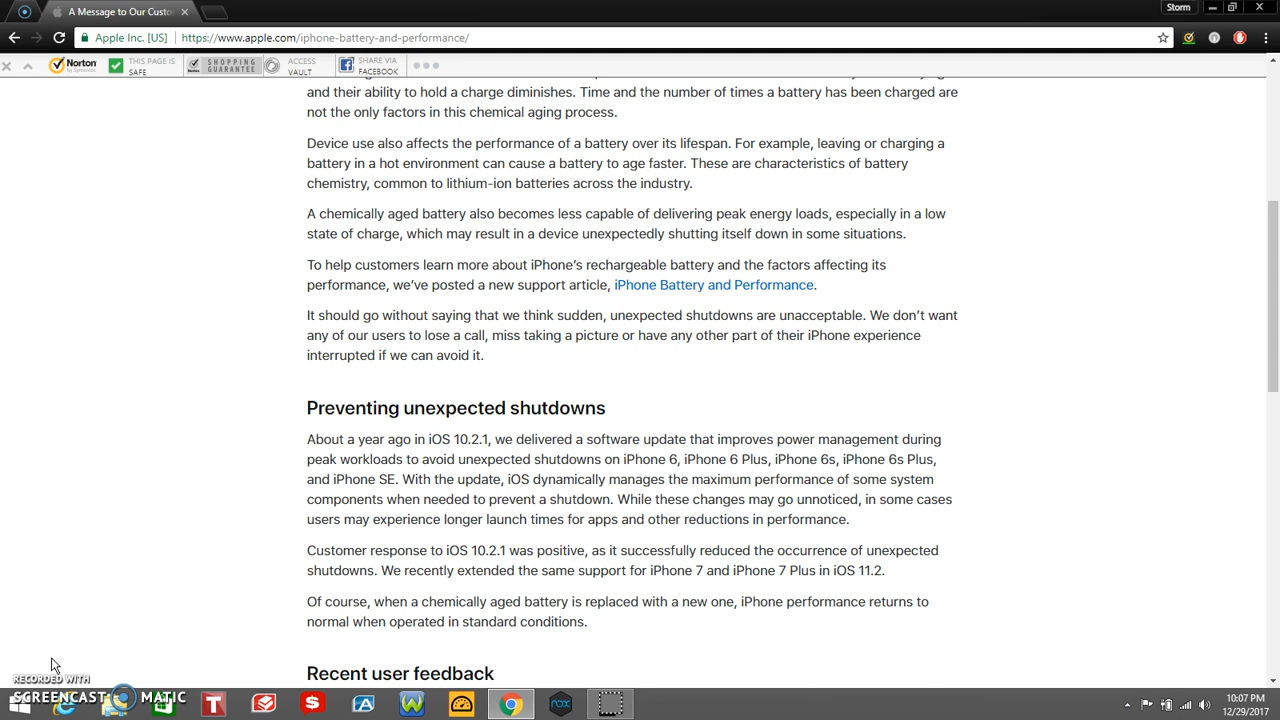 A Message to Our Custo
Storm
Apple Inc. [US]
https://www.apple.com/iphone-battery-and-performance/
Norton
by Symantec
THIS PAGE IS
SAFE
Norton
SHOPPING
GUARANTEE
ACCESS
VAULT
SHARE VIA
FACEBOOK
and their ability to hold a charge diminishes. Time and the number of times a battery has been charged are
not the only factors in this chemical aging process.
Device use also affects the performance of a battery over its lifespan. For example, leaving or charging a
battery in a hot environment can cause a battery to age faster. These are characteristics of battery
chemistry, common to lithium-ion batteries across the industry.
A chemically aged battery also becomes less capable of delivering peak energy loads, especially in a low
state of charge, which may result in a device unexpectedly shutting itself down in some situations.
To help customers learn more about iPhone’s rechargeable battery and the factors affecting its
performance, we’ve posted a new support article, iPhone Battery and Performance.
It should go without saying that we think sudden, unexpected shutdowns are unacceptable. We don’t want
any of our users to lose a call, miss taking a picture or have any other part of their iPhone experience
interrupted if we can avoid it.
Preventing unexpected shutdowns
About a year ago in iOS 10.2.1, we delivered a software update that improves power management during
peak workloads to avoid unexpected shutdowns on iPhone 6, iPhone 6 Plus, iPhone 6s, iPhone 6s Plus,
and iPhone SE. With the update, iOS dynamically manages the maximum performance of some system
components when needed to prevent a shutdown. While these changes may go unnoticed, in some cases
users may experience longer launch times for apps and other reductions in performance.
Customer response to iOS 10.2.1 was positive, as it successfully reduced the occurrence of unexpected
shutdowns. We recently extended the same support for iPhone 7 and iPhone 7 Plus in iOS 11.2.
Of course, when a chemically aged battery is replaced with a new one, iPhone performance returns to
normal when operated in standard conditions.
Recent user feedback
RECORDED WITH
SCREENCAST MATIC
nox
10:07 PM
12/29/2017